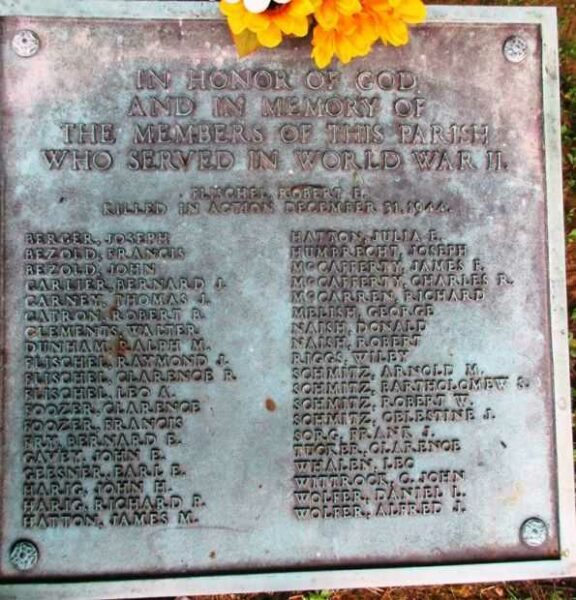 IN HONOR OF GOD
AND IN MEMORY OF
THE MEMBERS OF THIS PARISH
WHO SERVED IN WORLD WAR II.
FLISCHEL, ROBERT E.
KILLED IN ACTION DECEMBER 31, 1944.
BERGER, JOSEPH
BEZOLD, FRANCIS
BEZOLD, JOHN
CARLIER, BERNARD J.
CARNEY, THOMAS J.
CATRON, ROBERT B.
CLEMENTS, WALTER
DUNHAM, RALPH M.
FLISCHEL, RAYMOND J.
FLISCHEL, CLARENCE R.
FLISCHEL, LEO A.
FOOZER, CLARENCE
FOOZER, FRANCIS
FRY, BERNARD E.
GAVEY, JOHN E.
GEESNER, EARL E.
HARIG, JOHN H.
HARIG, RICHARD F.
HATTON, JAMES M.
HATTON, JULIA E.
HUMPRECHT, JOSEPH
MCCAFFERTY, JAMES F.
MCCAFFERTY, CHARLES R.
MCCARREN, RICHARD
MELISH, GEORGE
NAISH, DONALD
NAISH, ROBERT
RIGGS, WILEY
SCHMITZ, ARNOLD M.
SCHMITZ, BARTHOLOMEW S.
SCHMITZ, ROBERT W.
SCHMITZ, CELESTINE J.
SORG, FRANK J.
TUCKER, CLARENCE
WHALEN, LEO
WITTROCK, C. JOHN
WOLFER, DANIEL L.
WOLFER, ALFRED J.